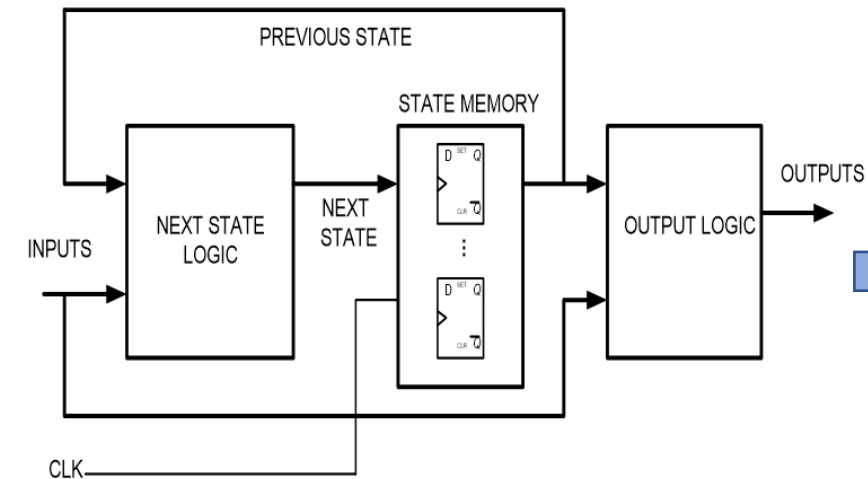 PREVIOUS STATE
STATE MEMORY
D SET Q
CLR Q
NEXT STATE
LOGIC
NEXT
STATE
INPUTS
OUTPUT LOGIC
OUTPUTS
...
D SET Q
CLR Q
CLK